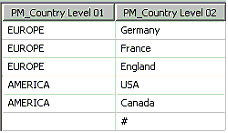 PM_Country Level 01 PM_Country Level 02
EUROPE Germany
EUROPE France
EUROPE England
AMERICA USA
AMERICA Canada
#